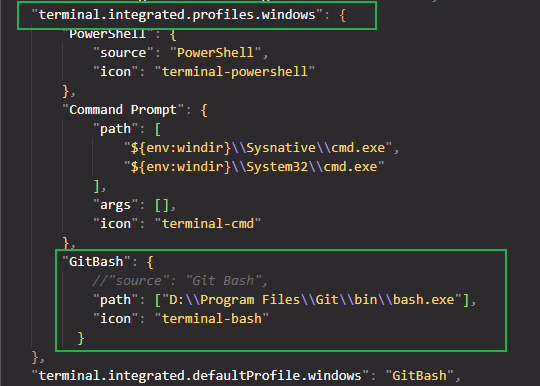 "terminal.integrated.profiles.windows": {
"PowerShell": {
"source": "PowerShell",
"icon": "terminal-powershell"
},
"Command Prompt": {
"path": [
"${env:windir}\\Sysnative\\cmd.exe",
"${env:windir}\\System32\\cmd.exe"
],
"args": [],
"icon": "terminal-cmd"
},
"GitBash": {
//"source": "Git Bash",
"path": ["D:\\Program Files\\Git\\bin\\bash.exe"],
"icon": "terminal-bash"
}
},
"terminal.integrated.defaultProfile.windows": "GitBash",